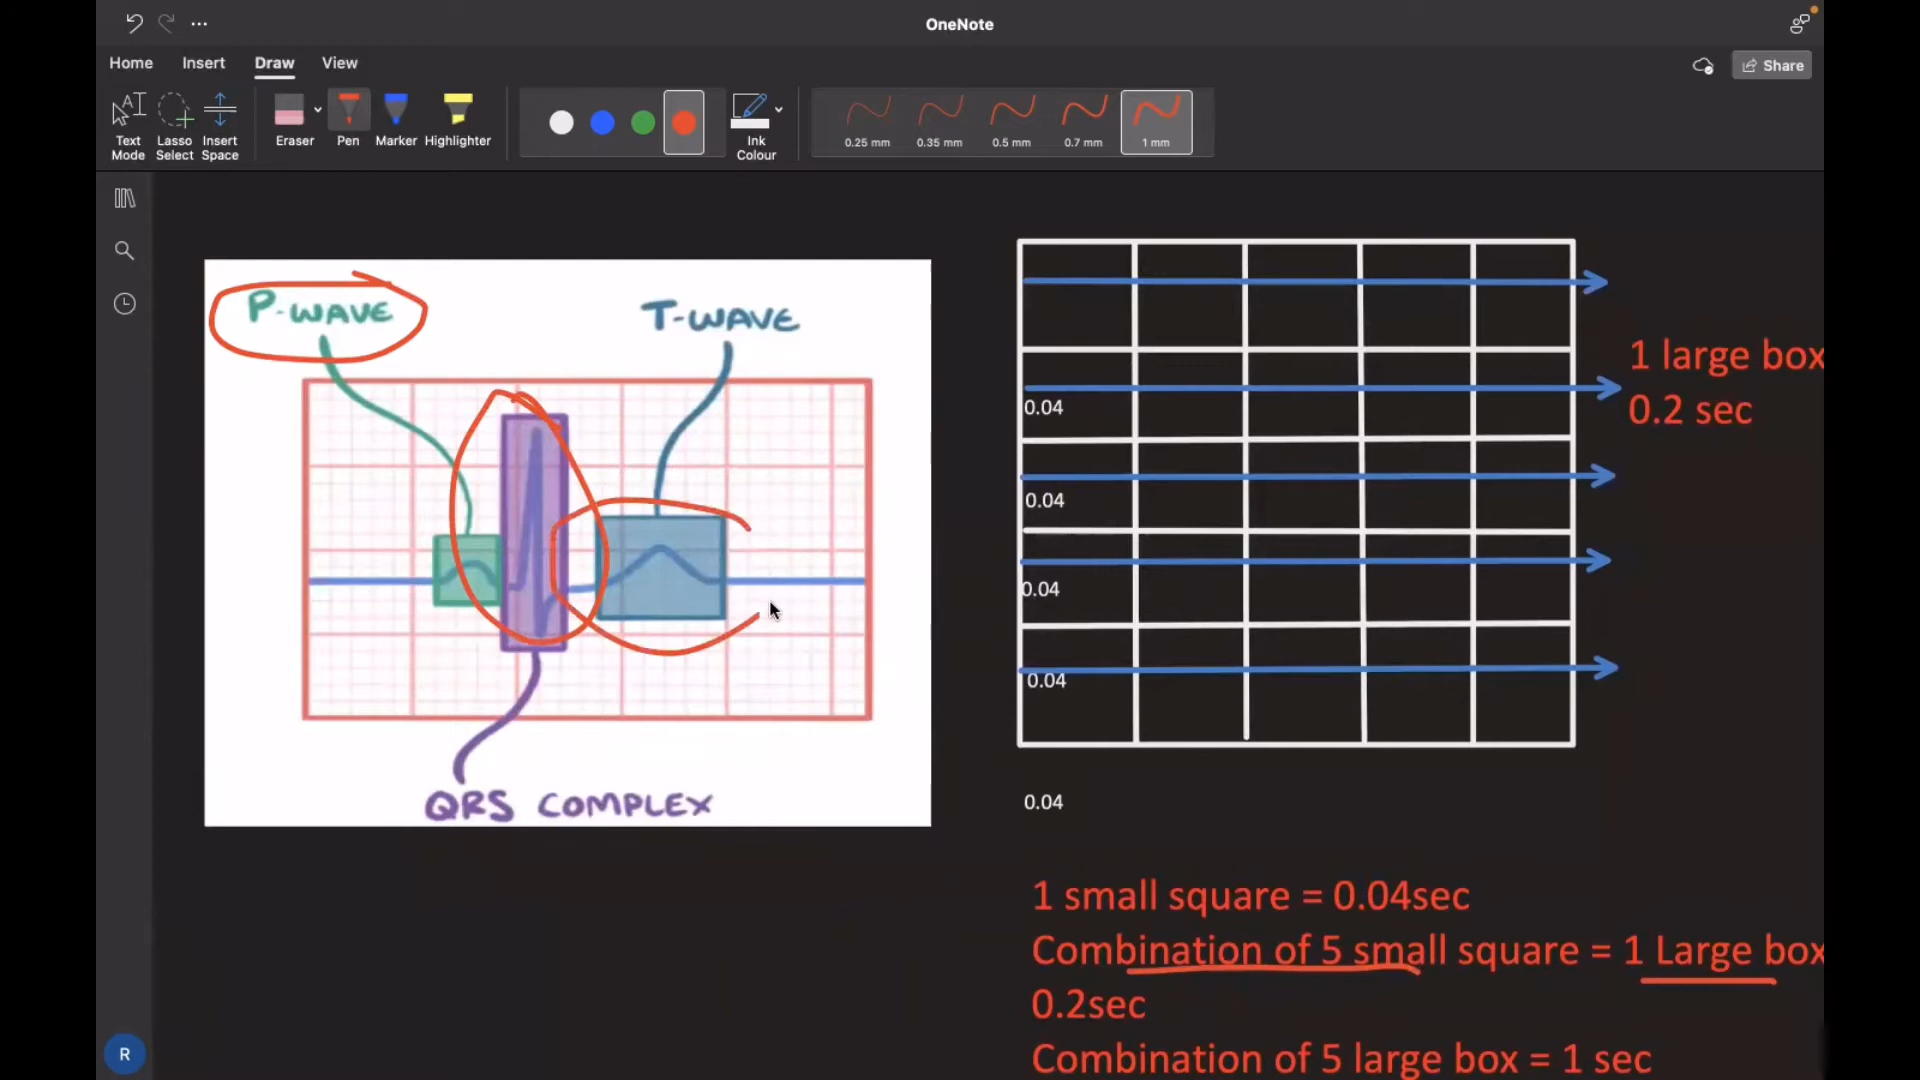 OneNote
Home Insert Draw View
Share
Text Mode
Lasso Select
Insert Space
Eraser
Pen
Marker
Highlighter
Ink Colour
0.25 mm
0.35 mm
0.5 mm
0.7 mm
1 mm
P-WAVE
T-WAVE
QRS COMPLEX
0.04
0.04
0.04
0.04
0.04
1 large box
0.2 sec
1 small square = 0.04sec
Combination of 5 small square = 1 Large box
0.2sec
Combination of 5 large box = 1 sec
R